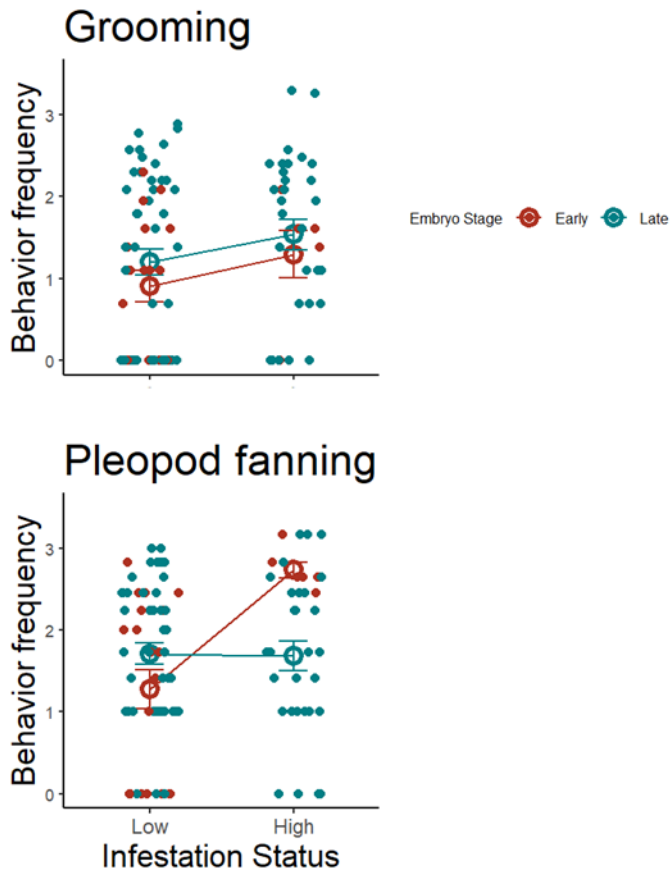 Grooming
Behavior frequency
3
2
1
0
Embryo Stage Early Late
Pleopod fanning
Behavior frequency
3
2
1
0
Low High
Infestation Status